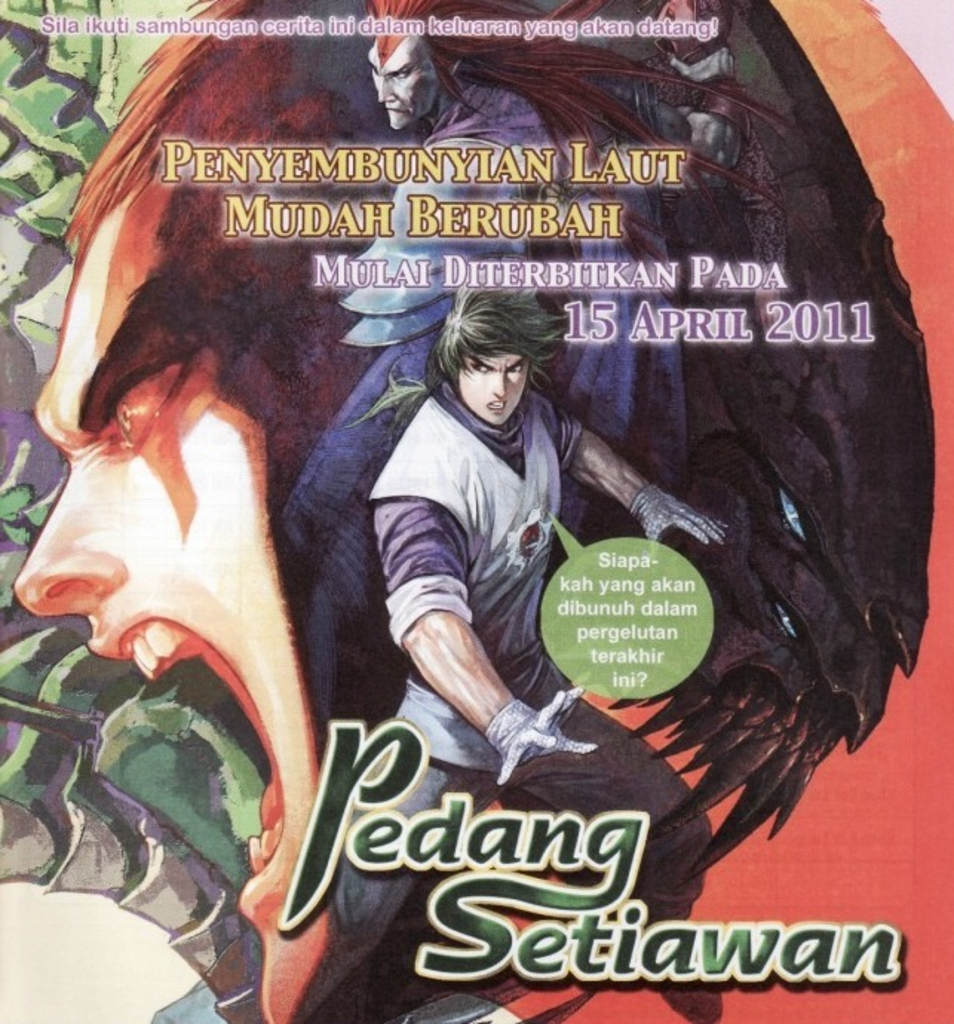 Sila ikuti sambungan cerita ini dalam keluaran yang akan datang!
PENYEMBUNYIAN LAUT
MUDAH BERUBAH
MULAI DITERBITKAN PADA
15 APRIL 2011
Siapa-
kah yang akan
dibunuh dalam
pergelutan
terakhir
ini?
Pedang
Setiawan